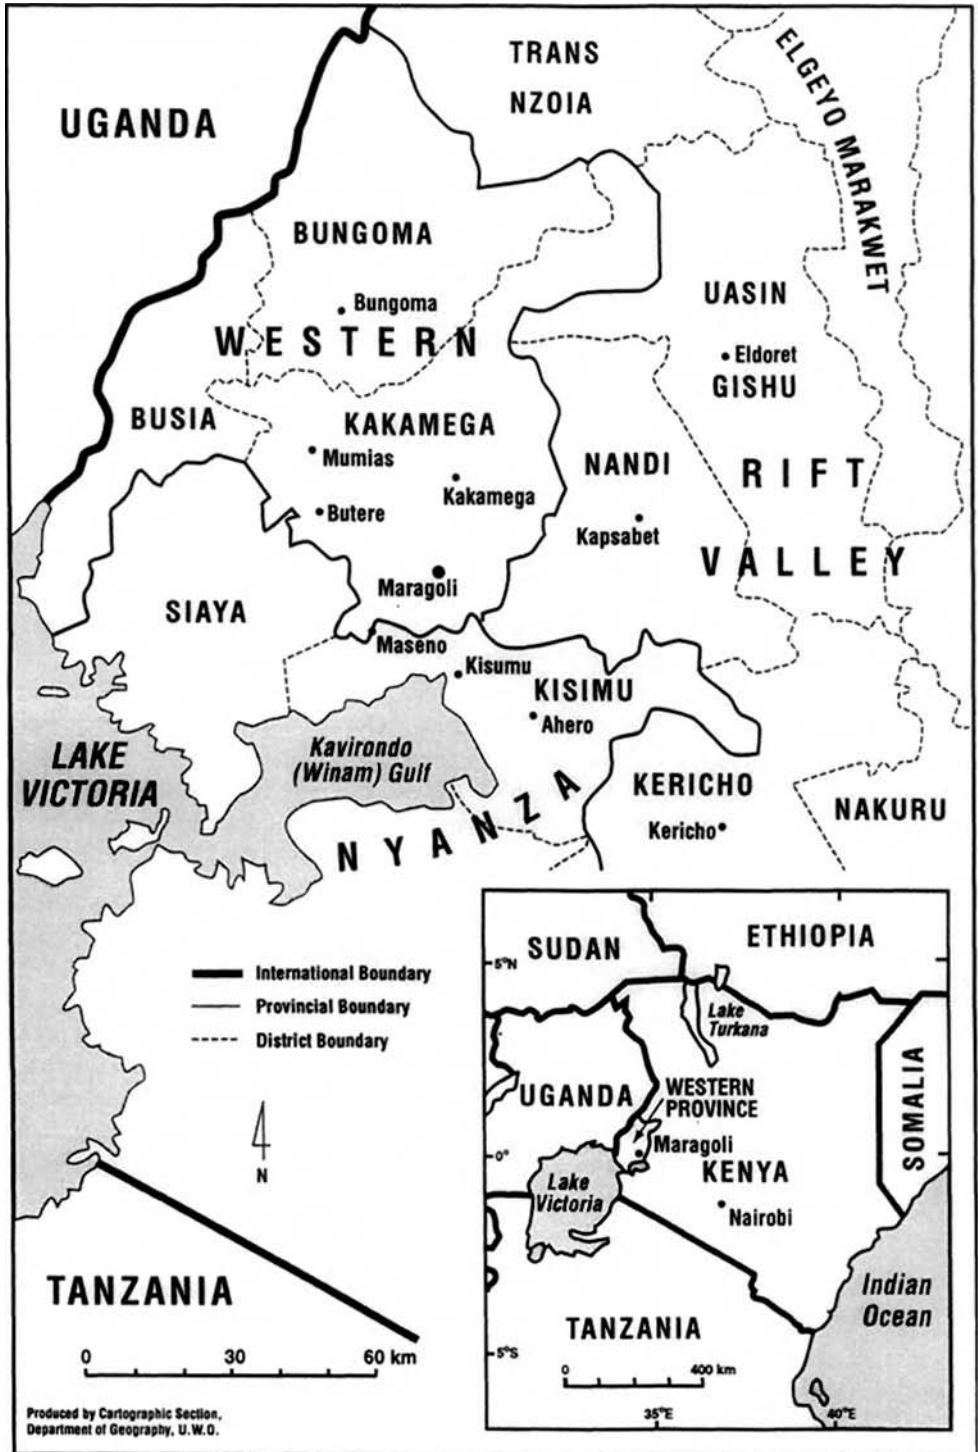 TRANS
NZOIA
ELGEYO MARAKWET
UGANDA
BUNGOMA
Bungoma
WESTERN
UASIN
Eldoret
GISHU
BUSIA
KAKAMEGA
Mumias
Kakamega
Butere
NANDI
Kapsabet
RIFT
VALLEY
Maragoli
SIAYA
Maseno
Kisumu
KISIMU
Ahero
LAKE
VICTORIA
Kavirondo
(Winam) Gulf
NYANZA
KERICHO
Kericho
NAKURU
International Boundary
Provincial Boundary
District Boundary
N
TANZANIA
0 30 60 km
Produced by Cartographic Section,
Department of Geography, U.W.O.
SUDAN
ETHIOPIA
5°N
Lake
Turkana
UGANDA
WESTERN
PROVINCE
SOMALIA
Maragoli
0°
KENYA
Lake
Victoria
Nairobi
Indian
Ocean
TANZANIA
5°S
0 400 km
35°E 40°E